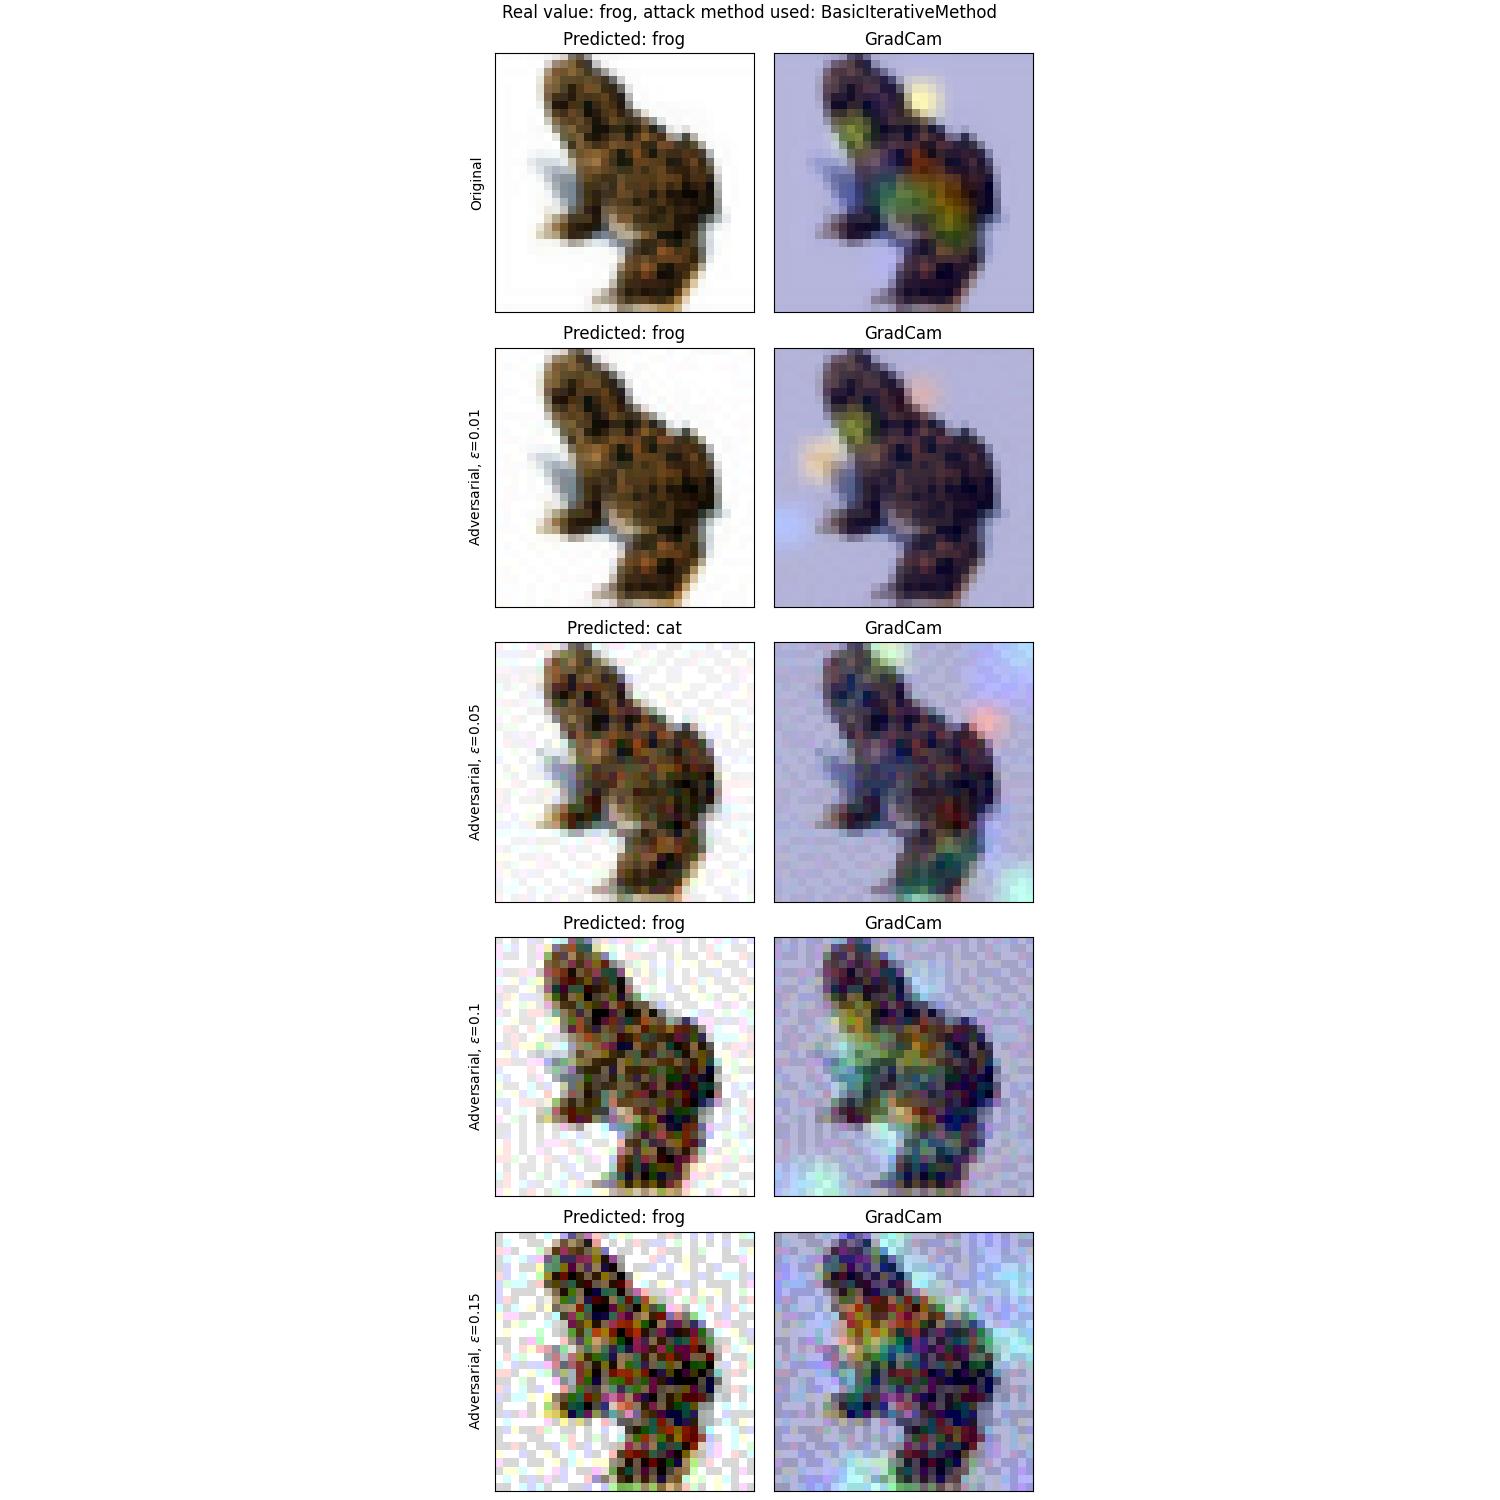 Real value: frog, attack method used: BasicIterativeMethod
Predicted: frog
GradCam
Original
Predicted: frog
GradCam
Adversarial, ε=0.01
Predicted: cat
GradCam
Adversarial, ε=0.05
Predicted: frog
GradCam
Adversarial, ε=0.1
Predicted: frog
GradCam
Adversarial, ε=0.15